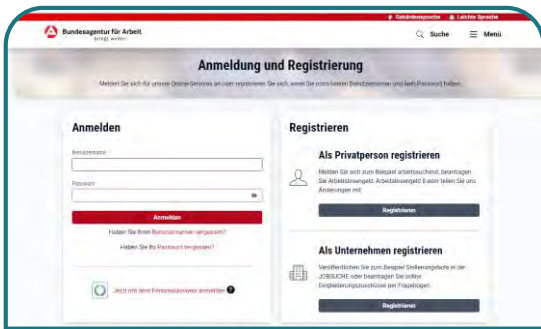 Gebärdensprache Leichte Sprache
Bundesagentur für Arbeit
bringt weiter.
Suche Menü
Anmeldung und Registrierung
Melden Sie sich für unsere Online-Services an oder registrieren Sie sich, wenn Sie noch keinen Benutzernamen und kein Passwort haben.
Anmelden
Benutzername
Passwort
Anmelden
Haben Sie Ihren Benutzernamen vergessen?
Haben Sie Ihr Passwort vergessen?
Jetzt mit dem Personalausweis anmelden ?
Registrieren
Als Privatperson registrieren
Melden Sie sich zum Beispiel arbeitsuchend, beantragen
Sie Arbeitslosengeld, Arbeitslosengeld II oder teilen Sie uns
Änderungen mit.
Registrieren
Als Unternehmen registrieren
Veröffentlichen Sie zum Beispiel Stellenangebote in der
JOBSUCHE oder beantragen Sie online
Eingliederungszuschüsse per Fragebogen.
Registrieren